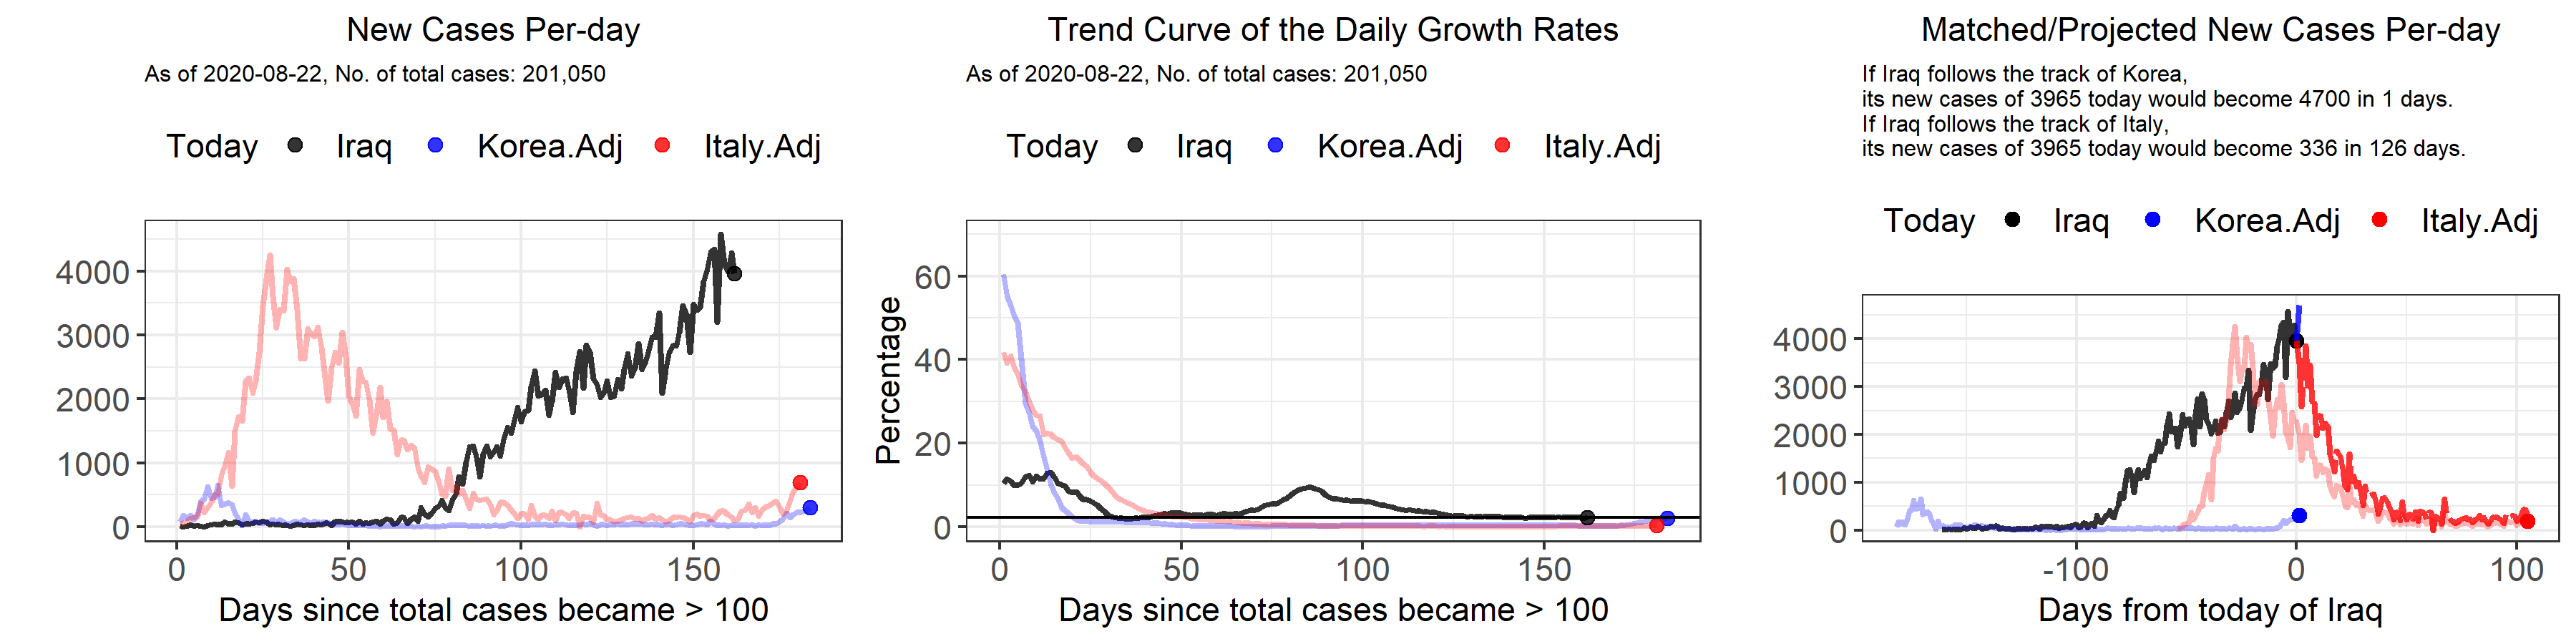 New Cases Per-day
As of 2020-08-22, No. of total cases: 201,050
Today Iraq Korea.Adj Italy.Adj
4000
3000
2000
1000
0
0 50 100 150
Days since total cases became > 100
Trend Curve of the Daily Growth Rates
As of 2020-08-22, No. of total cases: 201,050
Today Iraq Korea.Adj Italy.Adj
Percentage
60
40
20
0
0 50 100 150
Days since total cases became > 100
Matched/Projected New Cases Per-day
If Iraq follows the track of Korea,
its new cases of 3965 today would become 4700 in 1 days.
If Iraq follows the track of Italy,
its new cases of 3965 today would become 336 in 126 days.
Today Iraq Korea.Adj Italy.Adj
4000
3000
2000
1000
0
-100 0 100
Days from today of Iraq